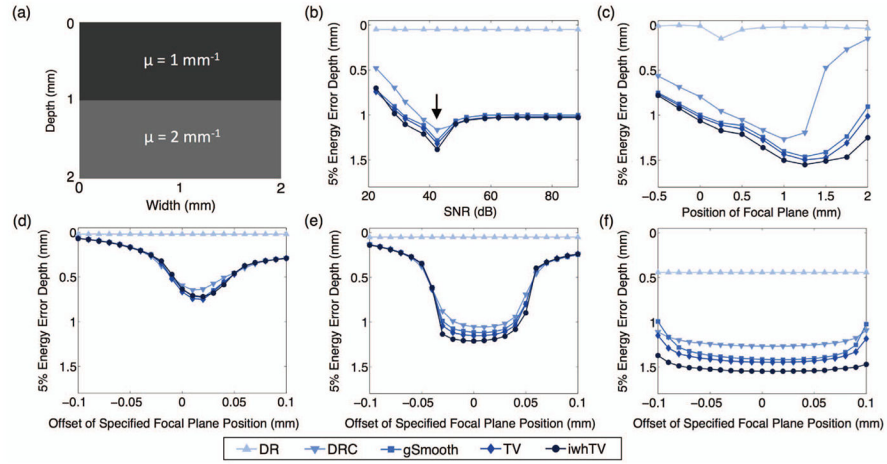 (a)
0
1
2
Depth (mm)
μ = 1 mm-1
μ = 2 mm-1
0
1
2
Width (mm)
(b)
0
0.5
1
1.5
5% Energy Error Depth (mm)
20
40
60
80
SNR (dB)
(c)
0
0.5
1
1.5
5% Energy Error Depth (mm)
−0.5
0
0.5
1
1.5
2
Position of Focal Plane (mm)
(d)
0
0.5
1
1.5
5% Energy Error Depth (mm)
−0.1
−0.05
0
0.05
0.1
Offset of Specified Focal Plane Position (mm)
(e)
0
0.5
1
1.5
5% Energy Error Depth (mm)
−0.1
−0.05
0
0.05
0.1
Offset of Specified Focal Plane Position (mm)
(f)
0
0.5
1
1.5
5% Energy Error Depth (mm)
−0.1
−0.05
0
0.05
0.1
Offset of Specified Focal Plane Position (mm)
DR DRC gSmooth TV iwhTV